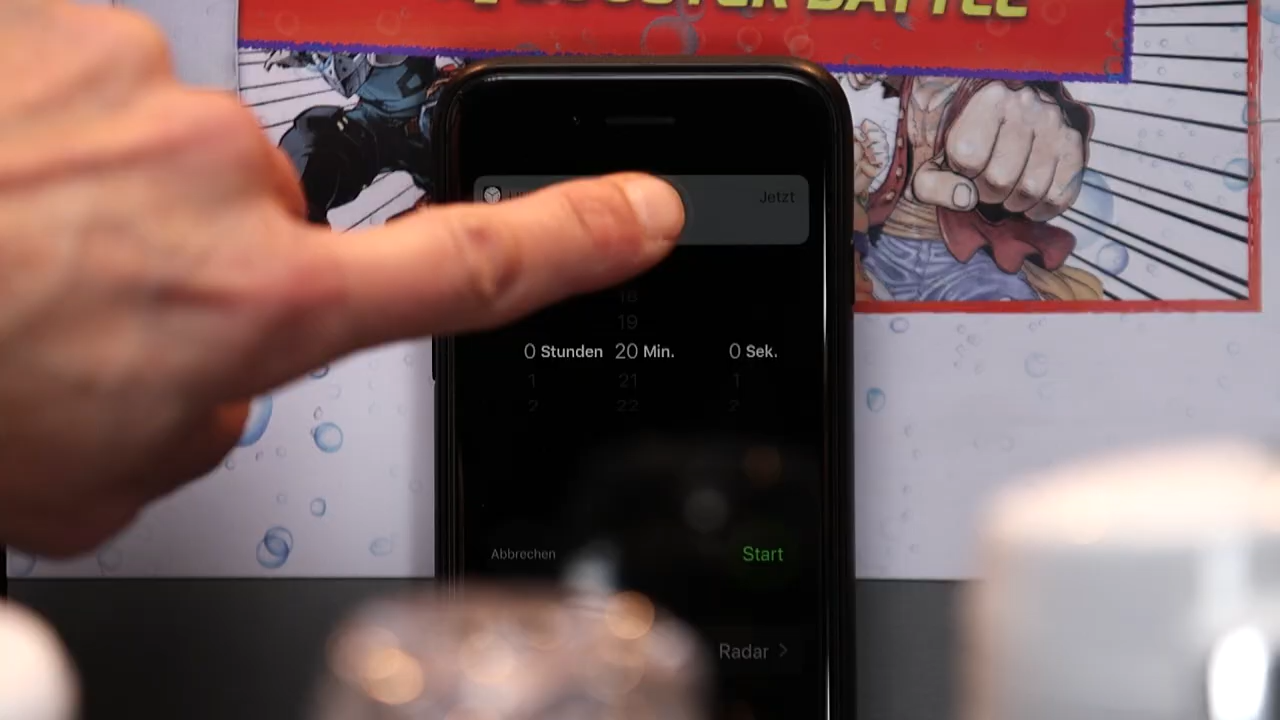 BATTLE
Jetzt
18
19
0 Stunden 20 Min. 0 Sek.
1 21 1
2 22 2
Abbrechen Start
Radar